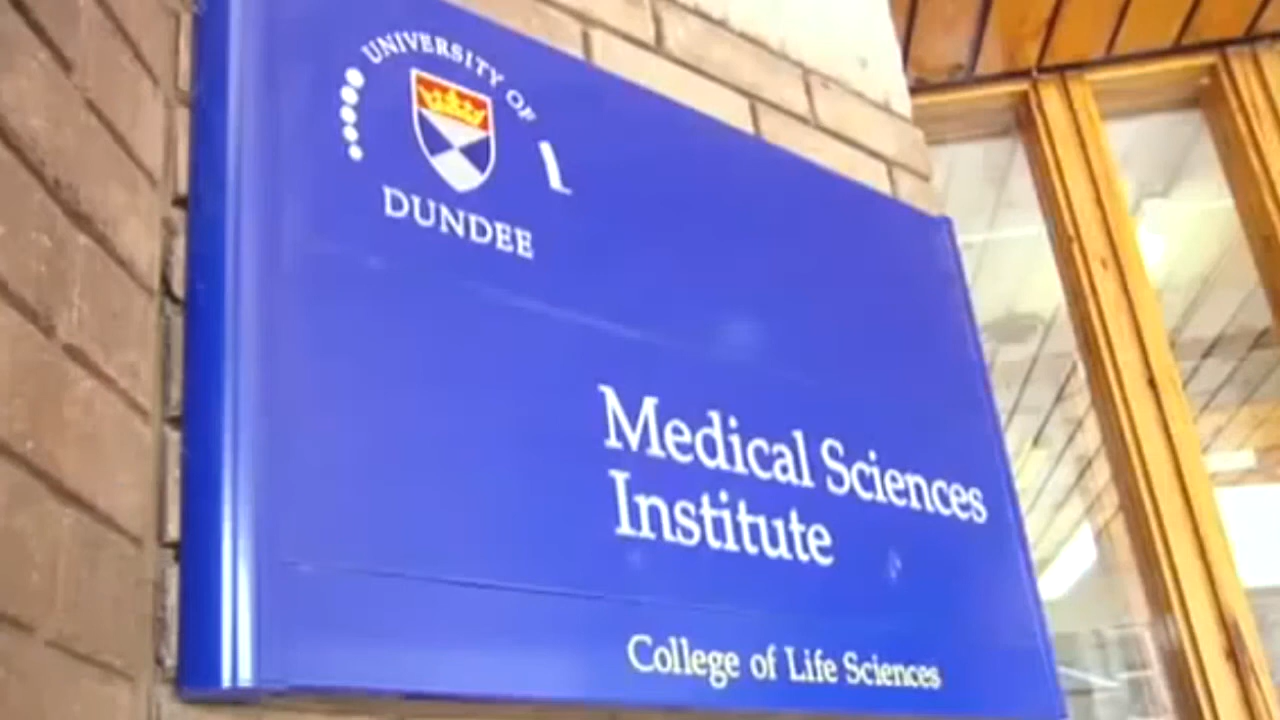 UNIVERSITY OF
DUNDEE
Medical Sciences
Institute
College of Life Sciences